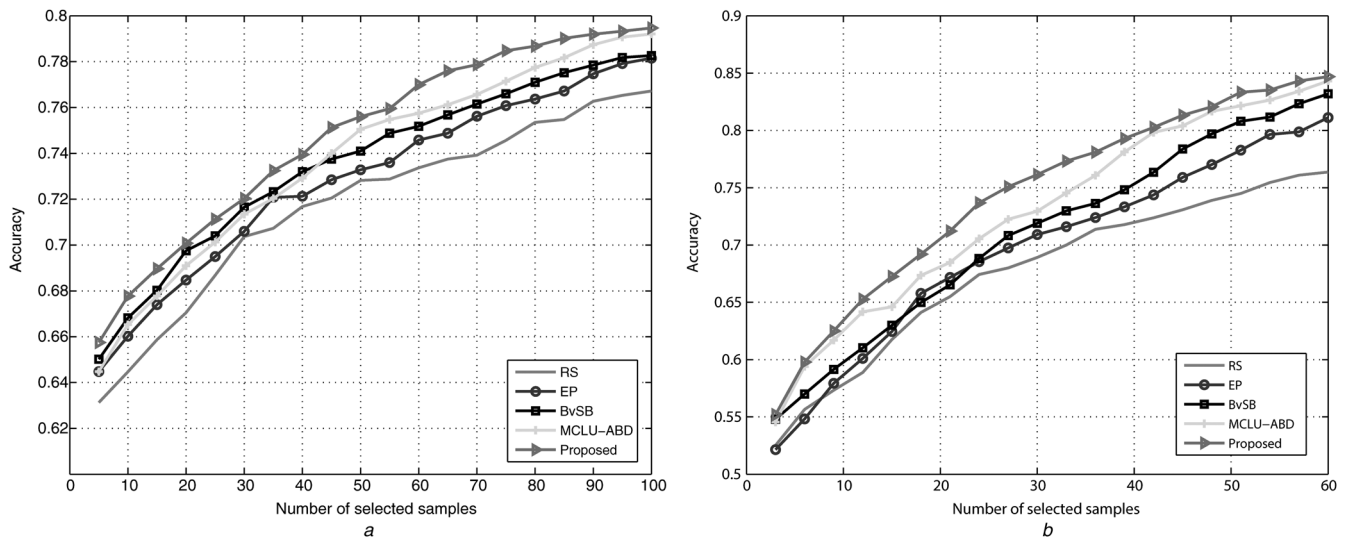 0.8
0.78
0.76
0.74
0.72
0.7
0.68
0.66
0.64
0.62
Accuracy
0 10 20 30 40 50 60 70 80 90 100
Number of selected samples
RS
EP
BvSB
MCLU-ABD
Proposed
a
0.9
0.85
0.8
0.75
0.7
0.65
0.6
0.55
0.5
Accuracy
0 10 20 30 40 50 60
Number of selected samples
RS
EP
BvSB
MCLU-ABD
Proposed
b